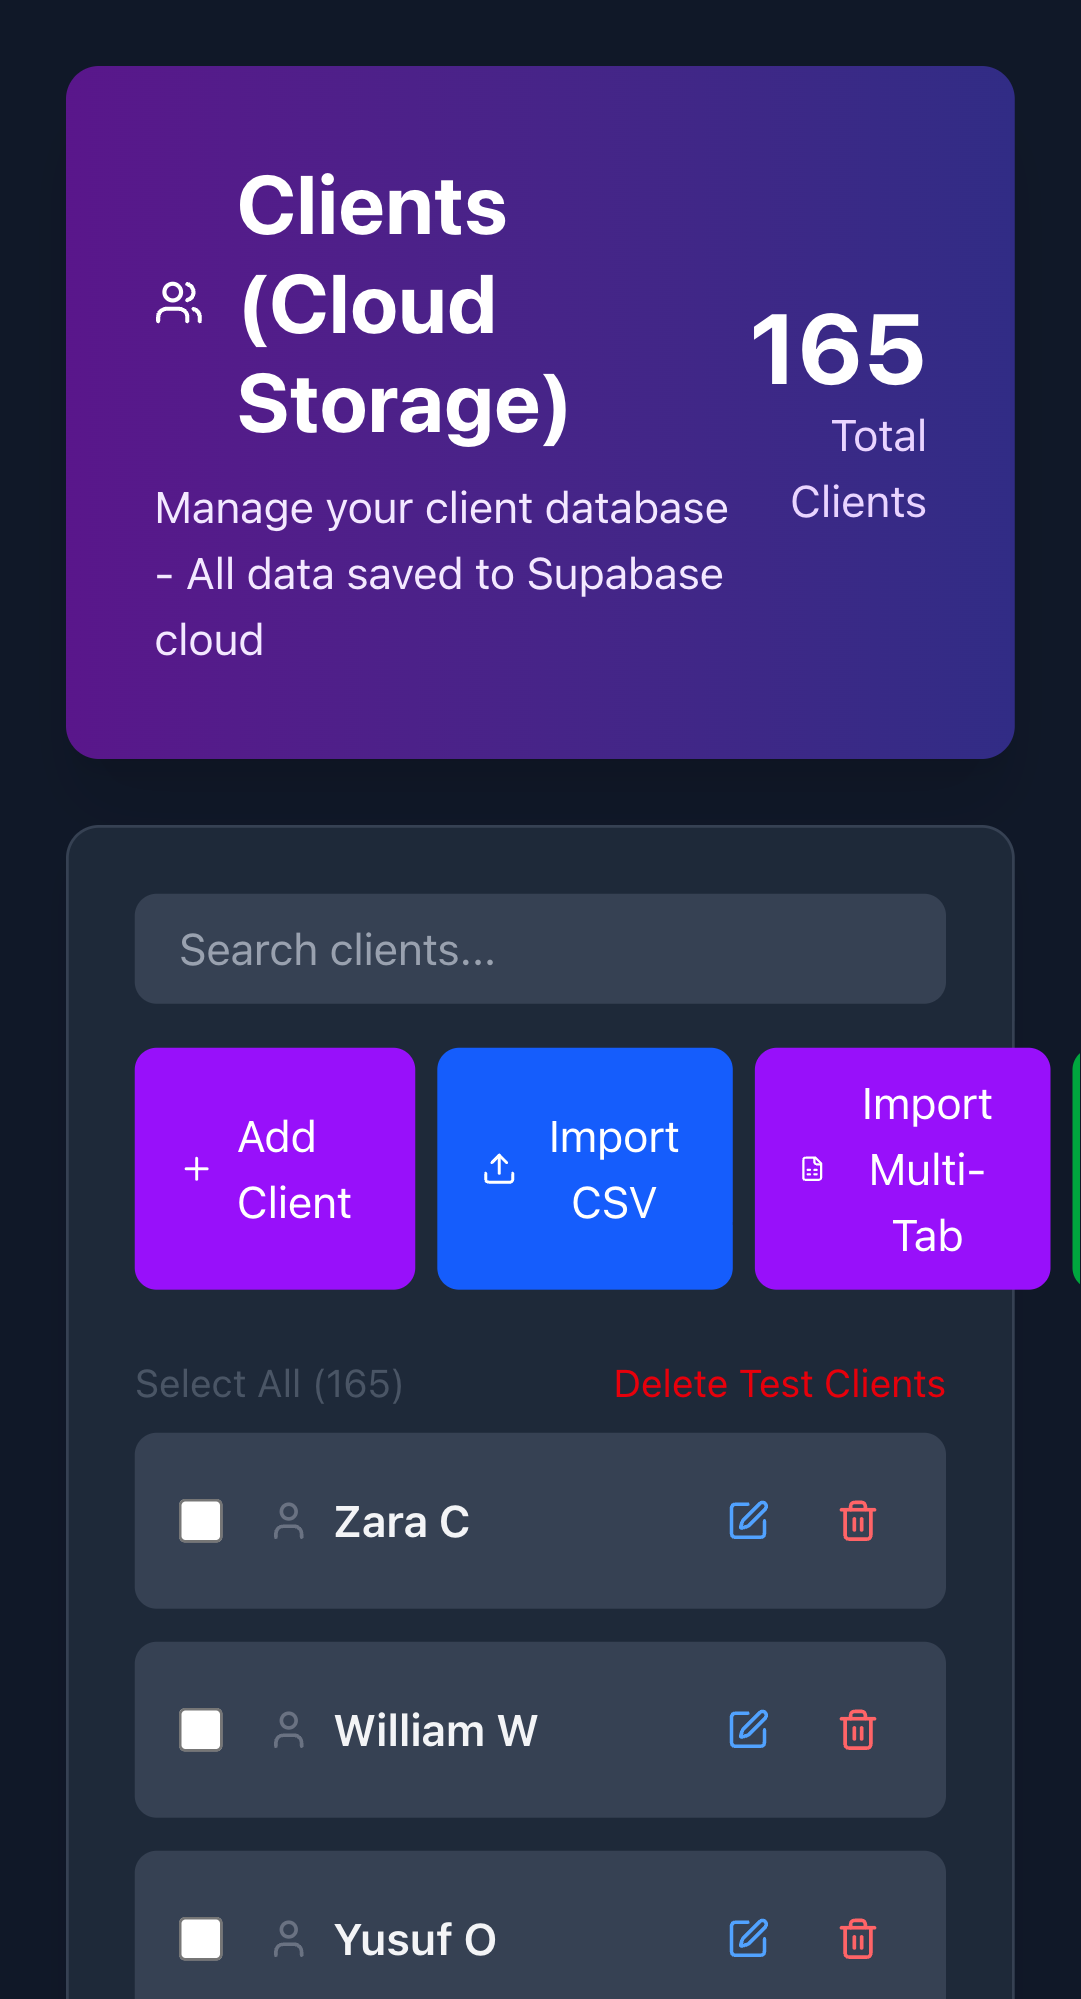 Clients
(Cloud
Storage)
165
Total
Clients
Manage your client database
- All data saved to Supabase
cloud
Search clients...
Add
Client
Import
CSV
Import
Multi-
Tab
Select All (165)
Delete Test Clients
Zara C
William W
Yusuf O